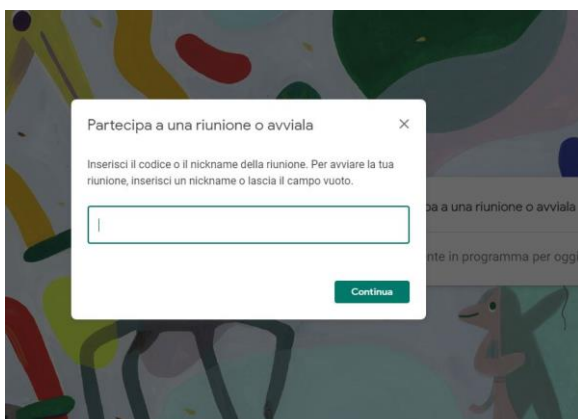 Partecipa a una riunione o avviala
Inserisci il codice o il nickname della riunione. Per avviare la tua
riunione, inserisci un nickname o lascia il campo vuoto.
pa a una riunione o avviala
nte in programma per oggi
Continua